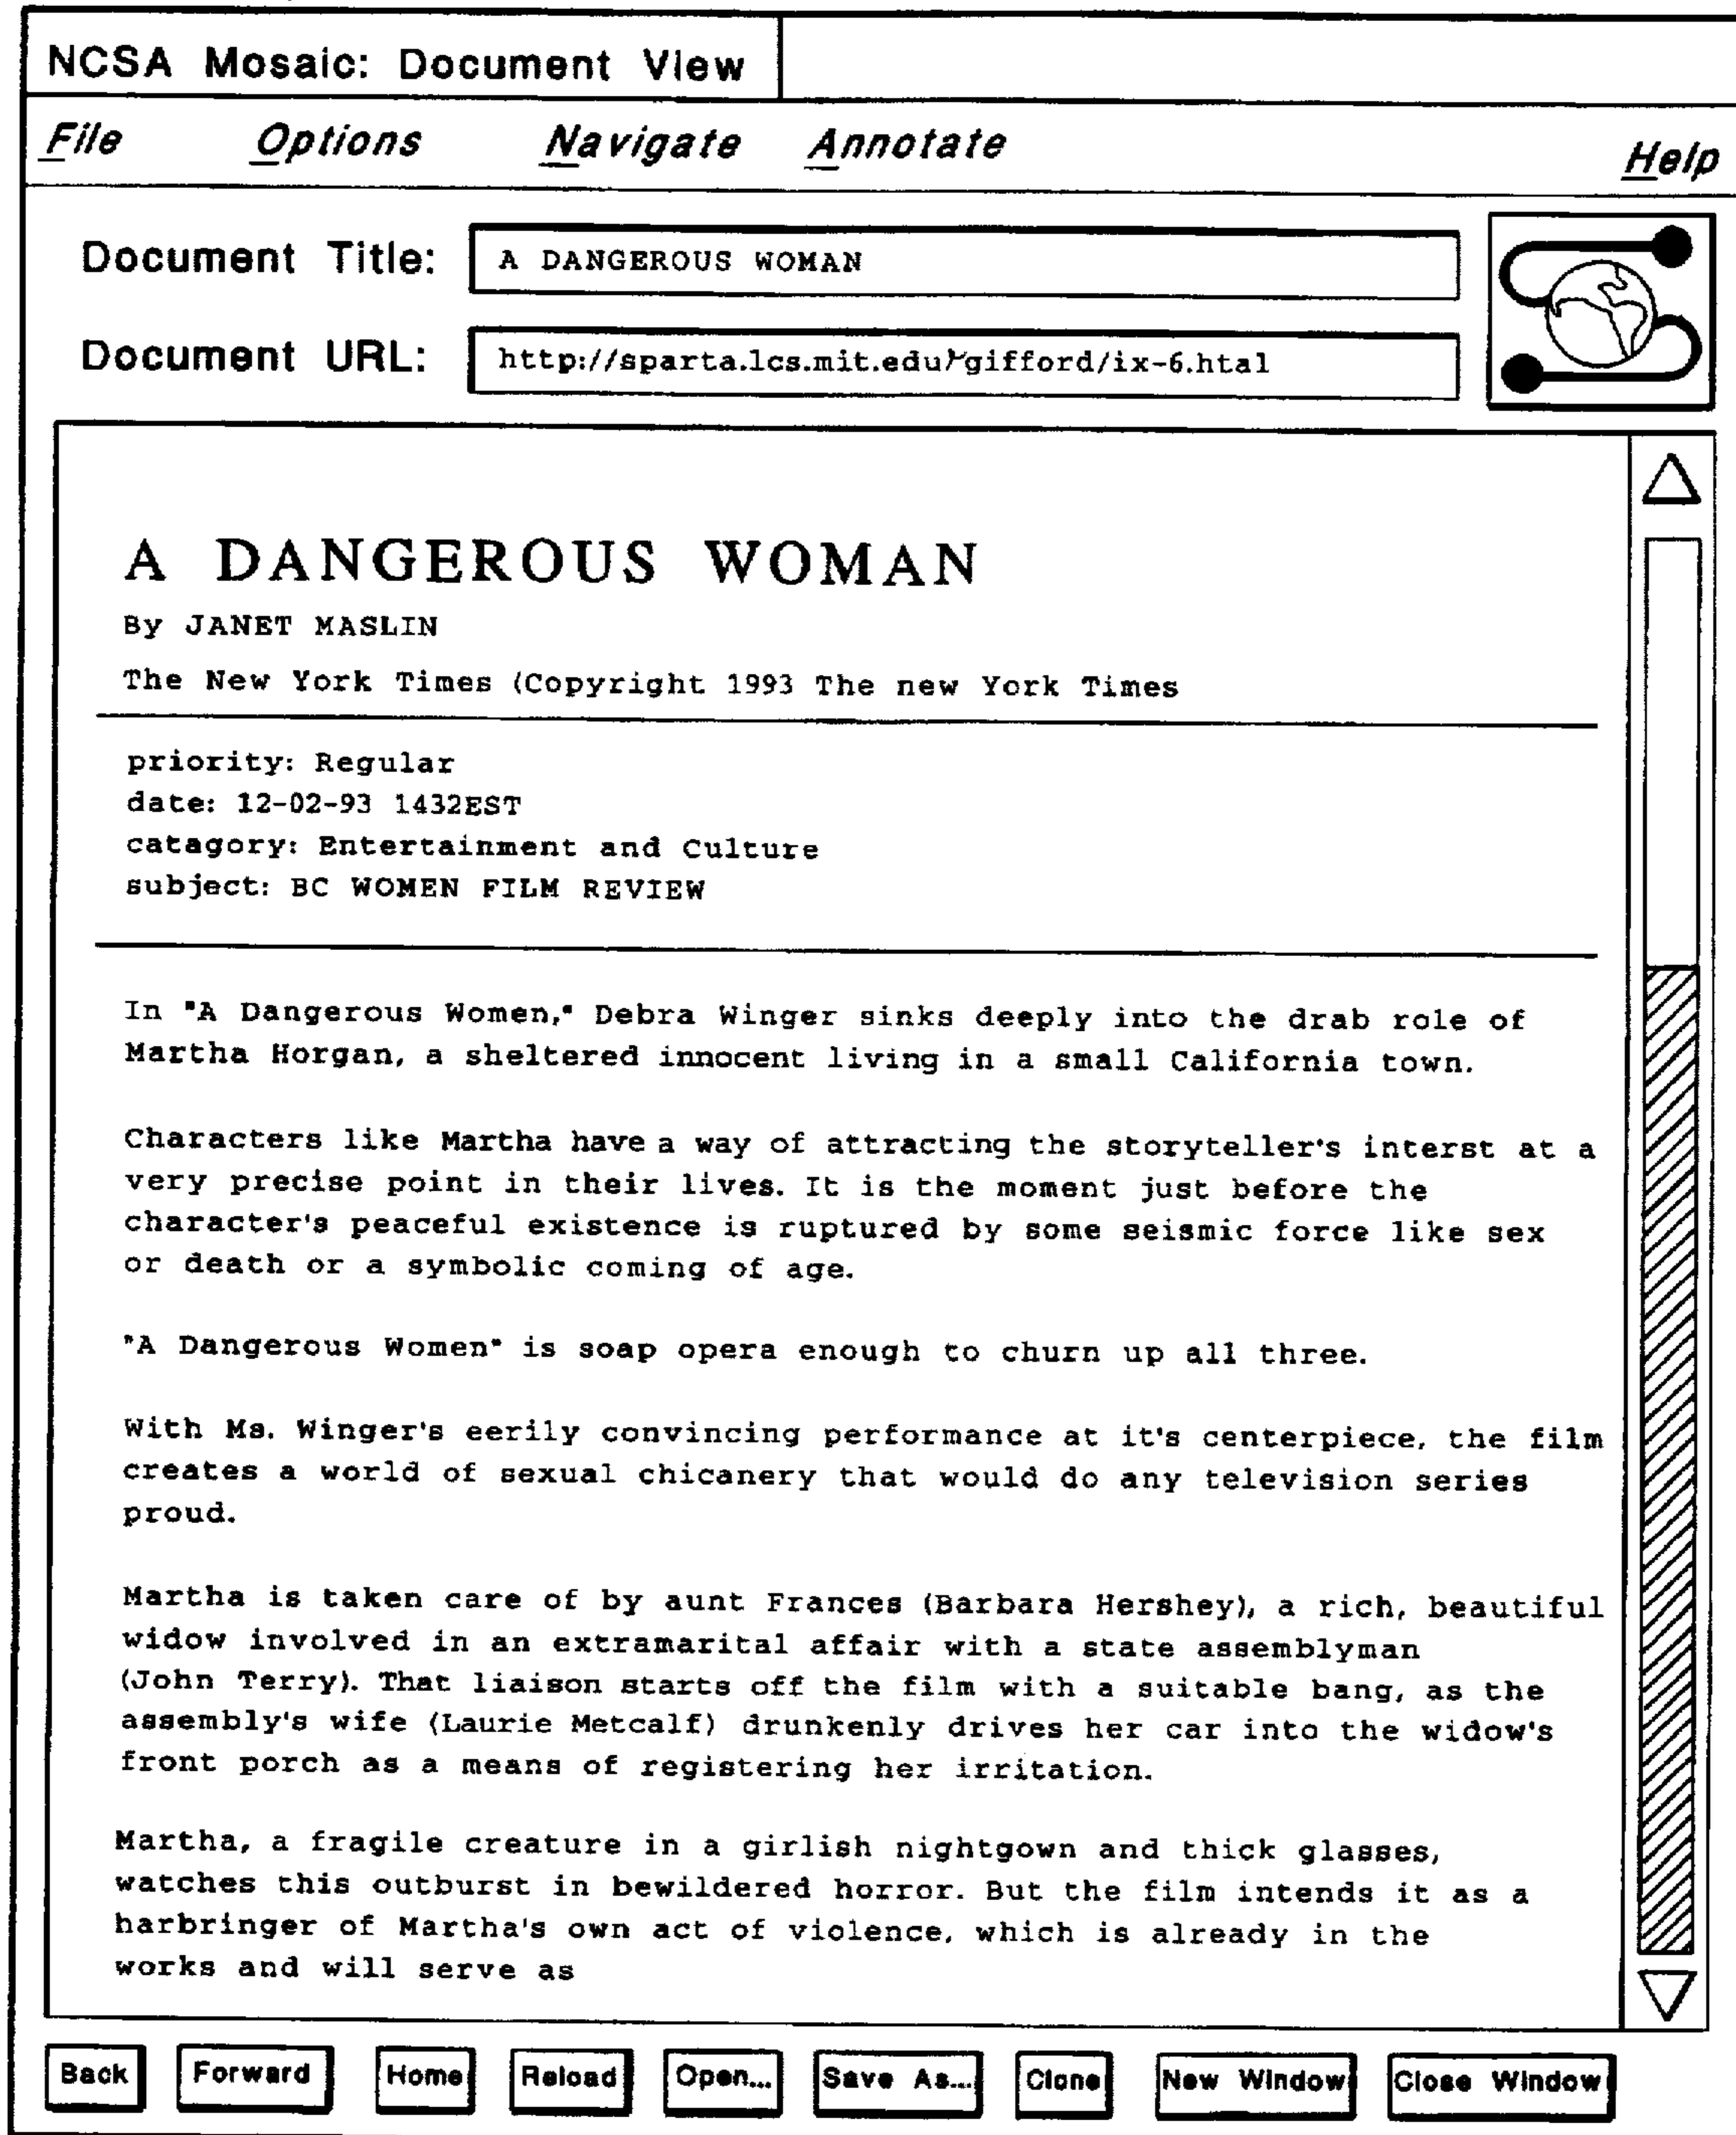 NCSA Mosaic: Document View
File Options Navigate Annotate Help
Document Title: A DANGEROUS WOMAN
Document URL: http://sparta.lcs.mit.edu/~gifford/ix-6.htal
A DANGEROUS WOMAN
By JANET MASLIN
The New York Times (Copyright 1993 The new York Times
priority: Regular
date: 12-02-93 1432EST
catagory: Entertainment and Culture
subject: BC WOMEN FILM REVIEW
In "A Dangerous Women," Debra Winger sinks deeply into the drab role of
Martha Horgan, a sheltered innocent living in a small California town.
Characters like Martha have a way of attracting the storyteller's interst at a
very precise point in their lives. It is the moment just before the
character's peaceful existence is ruptured by some seismic force like sex
or death or a symbolic coming of age.
"A Dangerous Women" is soap opera enough to churn up all three.
With Ms. Winger's eerily convincing performance at it's centerpiece, the film
creates a world of sexual chicanery that would do any television series
proud.
Martha is taken care of by aunt Frances (Barbara Hershey), a rich, beautiful
widow involved in an extramarital affair with a state assemblyman
(John Terry). That liaison starts off the film with a suitable bang, as the
assembly's wife (Laurie Metcalf) drunkenly drives her car into the widow's
front porch as a means of registering her irritation.
Martha, a fragile creature in a girlish nightgown and thick glasses,
watches this outburst in bewildered horror. But the film intends it as a
harbringer of Martha's own act of violence, which is already in the
works and will serve as
Back Forward Home Reload Open... Save As... Clone New Window Close Window